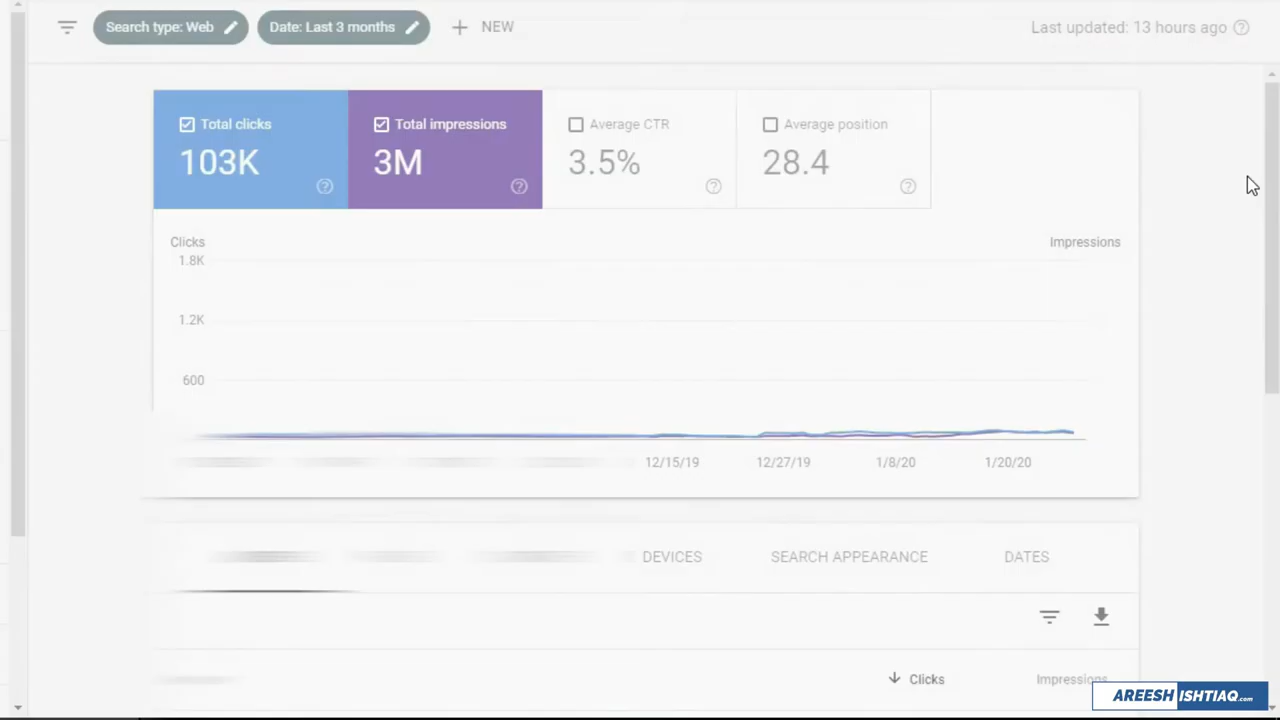 Search type: Web
Date: Last 3 months
NEW
Last updated: 13 hours ago
Total clicks
103K
Total impressions
3M
Average CTR
3.5%
Average position
28.4
Clicks
Impressions
1.8K
1.2K
600
12/15/19
12/27/19
1/8/20
1/20/20
DEVICES
SEARCH APPEARANCE
DATES
Clicks
Impressions
AREESHISHTIAQ.com